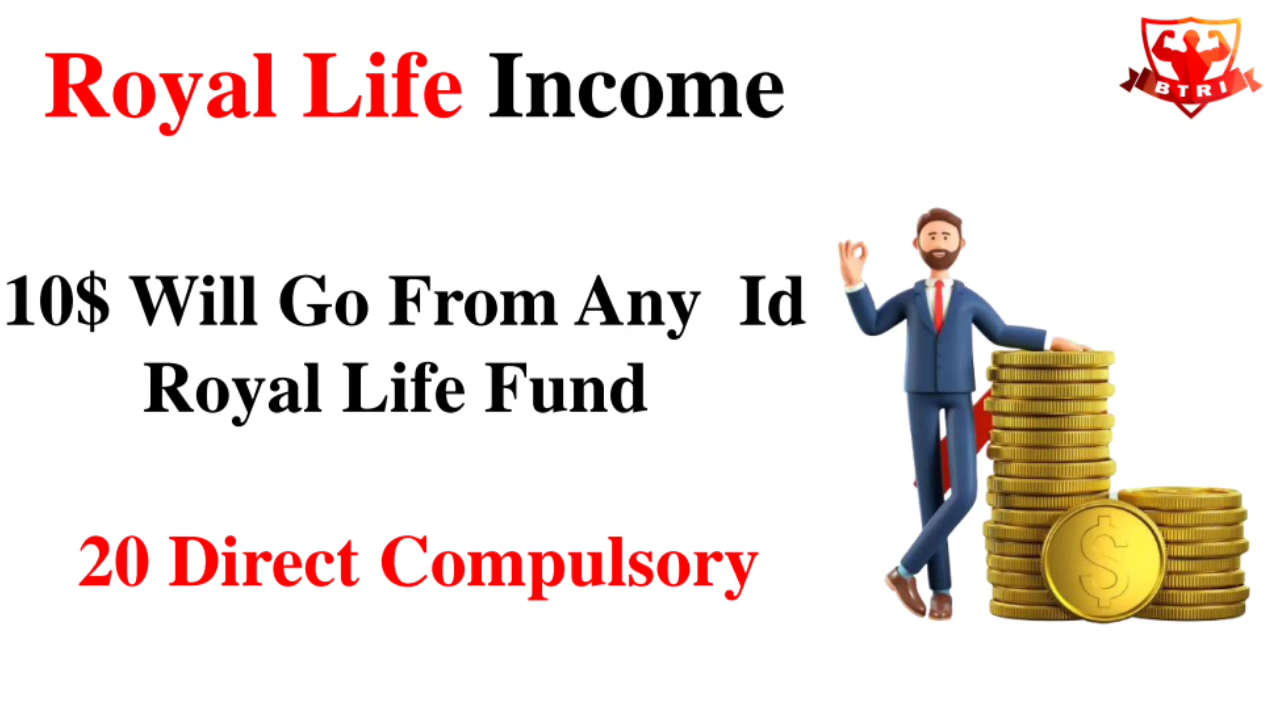 Royal Life Income
BTRI
10$ Will Go From Any Id
Royal Life Fund
20 Direct Compulsory